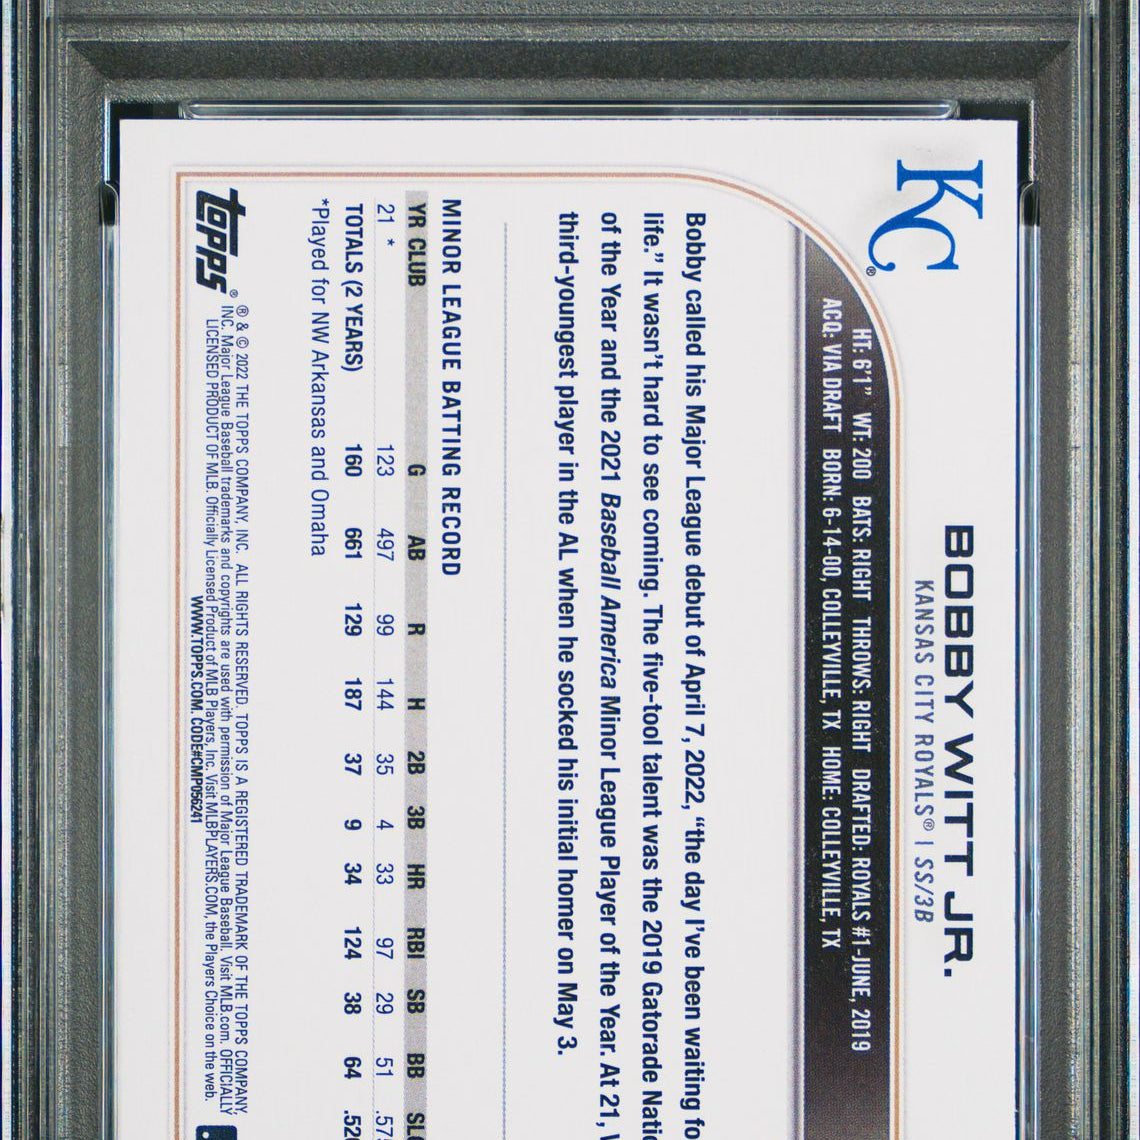 KC®
BOBBY WITT JR.
KANSAS CITY ROYALS® | SS/3B
HT: 6'1" WT: 200 BATS: RIGHT THROWS: RIGHT DRAFTED: ROYALS #1-JUNE, 2019
ACQ: VIA DRAFT BORN: 6-14-00, COLLEYVILLE, TX HOME: COLLEYVILLE, TX
Bobby called his Major League debut of April 7, 2022, “the day I’ve been waiting fo
life.” It wasn’t hard to see coming. The five-tool talent was the 2019 Gatorade Natio
of the Year and the 2021 Baseball America Minor League Player of the Year. At 21,
third-youngest player in the AL when he socked his initial homer on May 3.
MINOR LEAGUE BATTING RECORD
YR CLUB G AB R H 2B 3B HR RBI SB BB SL
21 * 123 497 99 144 35 4 33 97 29 51 .57
TOTALS (2 YEARS) 160 661 129 187 37 9 34 124 38 64 .52
*Played for NW Arkansas and Omaha
topps®
® & © 2022 THE TOPPS COMPANY, INC. ALL RIGHTS RESERVED. TOPPS IS A REGISTERED TRADEMARK OF THE TOPPS COMPANY,
INC. Major League Baseball trademarks and copyrights are used with permission of Major League Baseball. Visit MLB.com. OFFICIALLY
LICENSED PRODUCT OF MLB. Officially Licensed Product of MLB Players, Inc. Visit MLBPLAYERS.COM, the Players Choice on the web.
WWW.TOPPS.COM. CODE#CMP056241